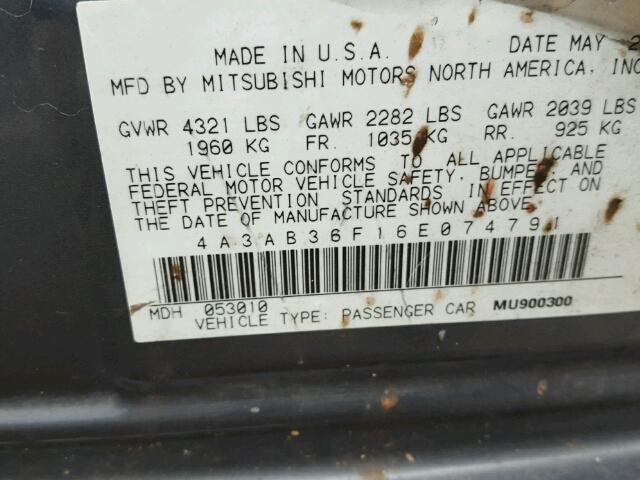 MADE IN U.S.A. DATE MAY 2
MFD BY MITSUBISHI MOTORS NORTH AMERICA, INC
GVWR 4321 LBS GAWR 2282 LBS GAWR 2039 LBS
1960 KG FR. 1035 KG RR. 925 KG
THIS VEHICLE CONFORMS TO ALL APPLICABLE
FEDERAL MOTOR VEHICLE SAFETY, BUMPER, AND
THEFT PREVENTION STANDARDS IN EFFECT ON
THE DATE OF MANUFACTURE SHOWN ABOVE.
4A3AB36F16E074791
MDH 053010
VEHICLE TYPE: PASSENGER CAR MU900300